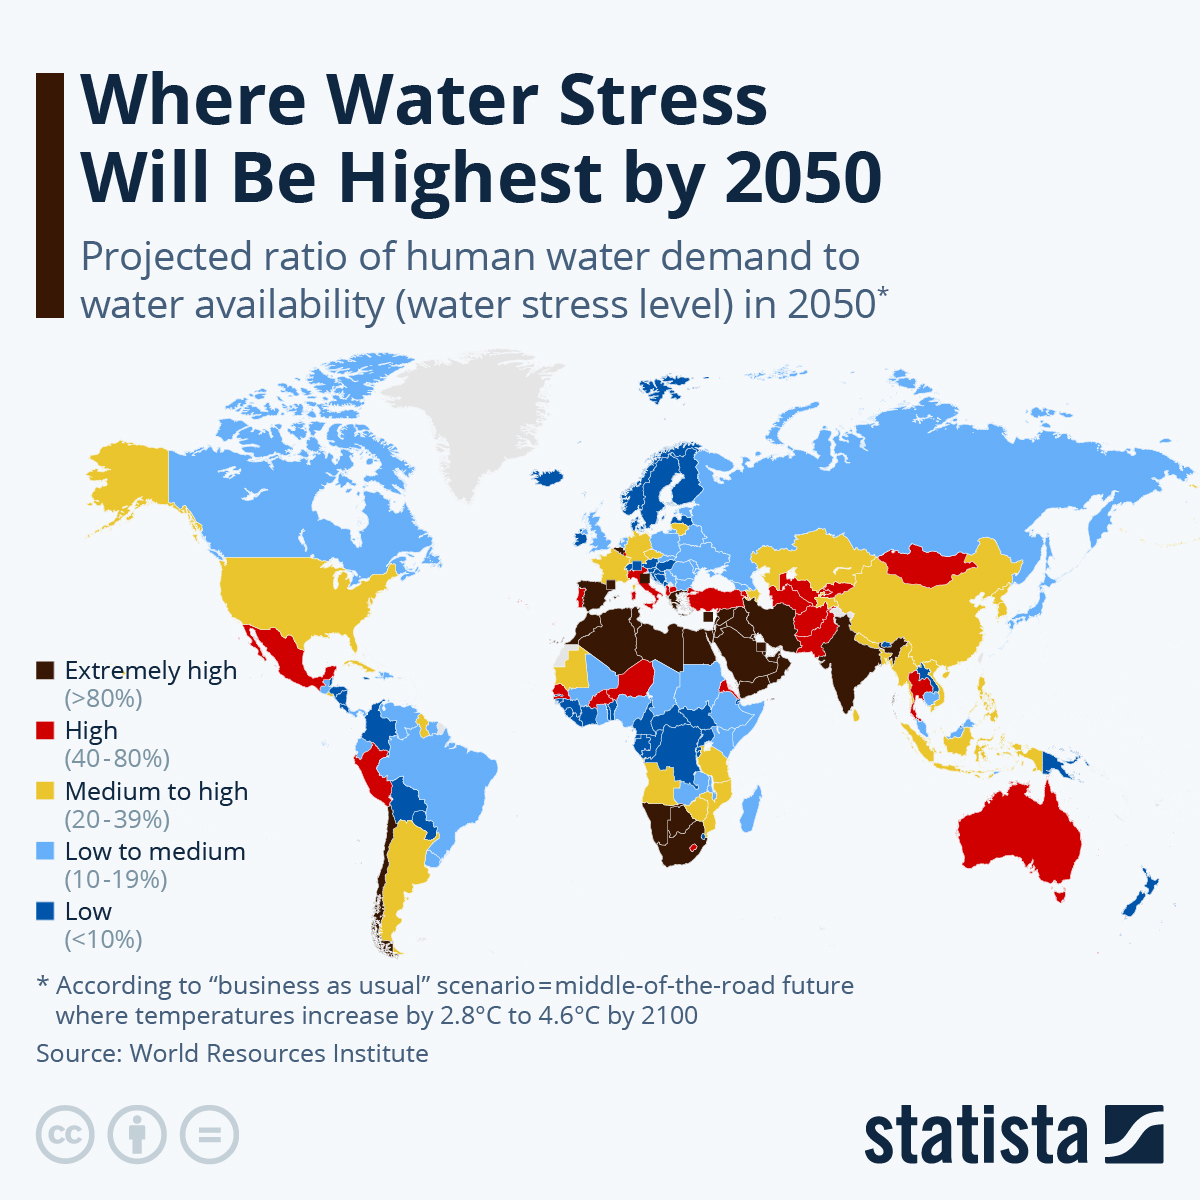 Where Water Stress
Will Be Highest by 2050
Projected ratio of human water demand to
water availability (water stress level) in 2050*
Extremely high
(>80%)
High
(40-80%)
Medium to high
(20-39%)
Low to medium
(10-19%)
Low
(<10%)
* According to “business as usual” scenario=middle-of-the-road future
where temperatures increase by 2.8°C to 4.6°C by 2100
Source: World Resources Institute
cc
statista